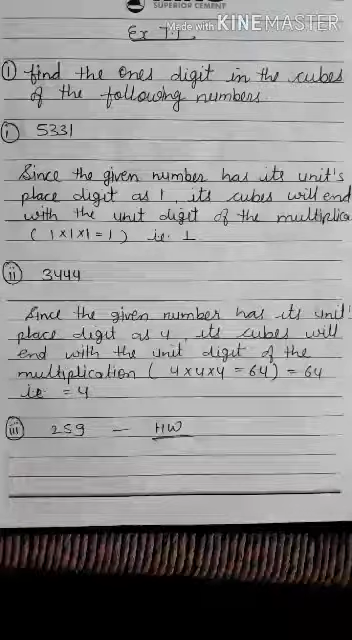 SUPERIOR CEMENT
Made with KINEMASTER
Ex 7.1
① find the ones digit in the cubes
of the following numbers
ⓘ 5331
Since the given number has its unit's
place digit as 1, its cubes will end
with the unit digit of the multiplica
( 1×1×1=1 ) i.e. 1
ⓘⓘ 3444
Since the given number has its unit'
place digit as 4, its cubes will
end with the unit digit of the
multiplication ( 4×4×4 = 64) = 64
i.e. = 4
ⓘⓘⓘ 259 — HW